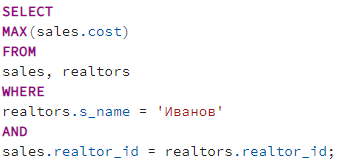 SELECT
MAX(sales.cost)
FROM
sales, realtors
WHERE
realtors.s_name = 'Иванов'
AND
sales.realtor_id = realtors.realtor_id;